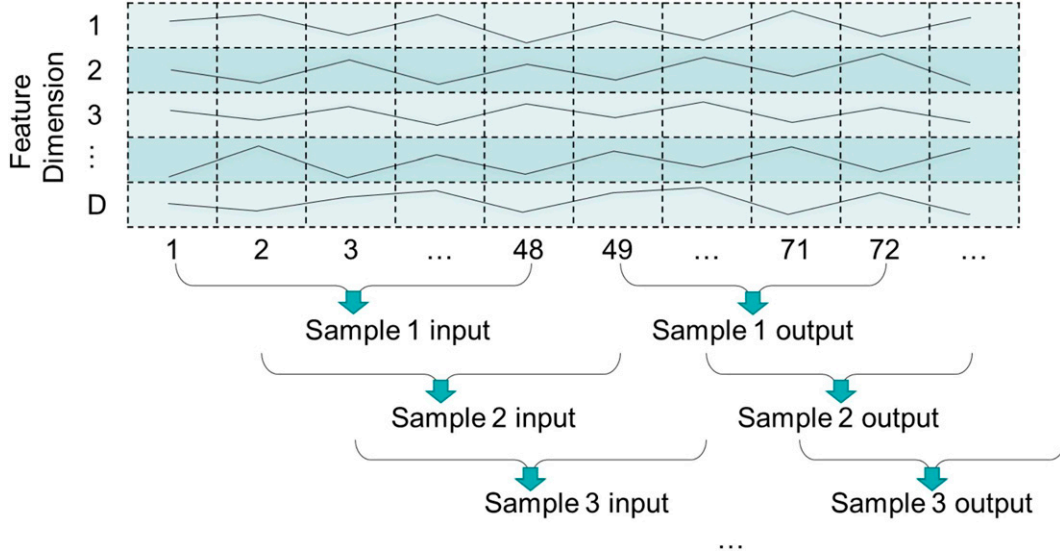 Feature
Dimension
1
2
3
⋮
D
1 2 3 … 48 49 … 71 72 …
Sample 1 input Sample 1 output
Sample 2 input Sample 2 output
Sample 3 input Sample 3 output
…